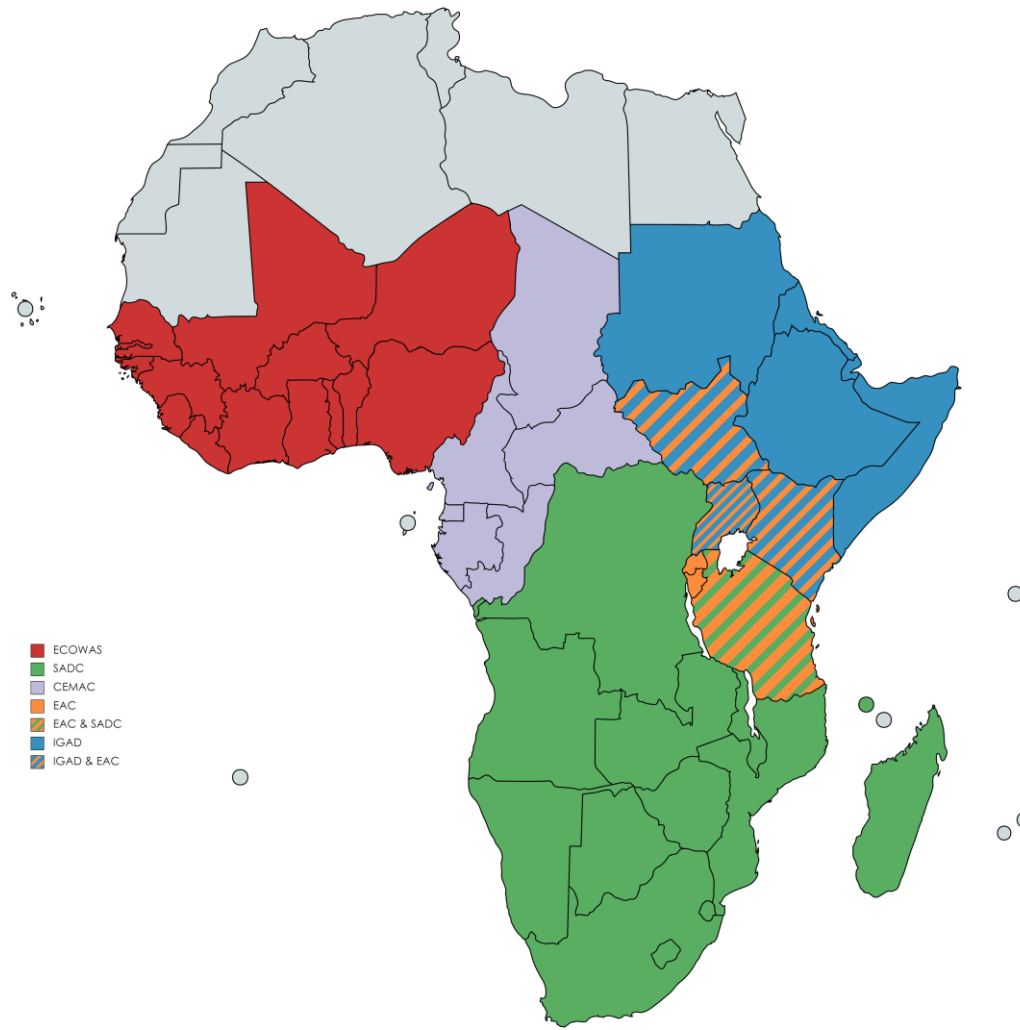 ECOWAS
SADC
CEMAC
EAC
EAC & SADC
IGAD
IGAD & EAC